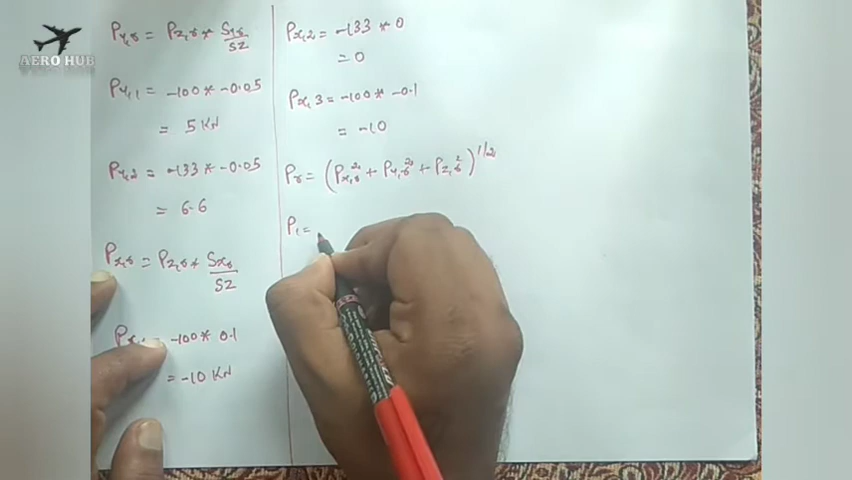 AERO HUB
Py,r = Pz,r * Syr/SZ
Py,1 = -100 * -0.05
= 5 KN
Py,2 = -133 * -0.05
= 6.6
Px,r = Pz,r * Sxr/SZ
-100 * 0.1
= -10 KN
Px,2 = -133 * 0
= 0
Px,3 = -100 * -0.1
= -10
Pr = (Px,r² + Py,r² + Pz,r²)^1/2
P1 =